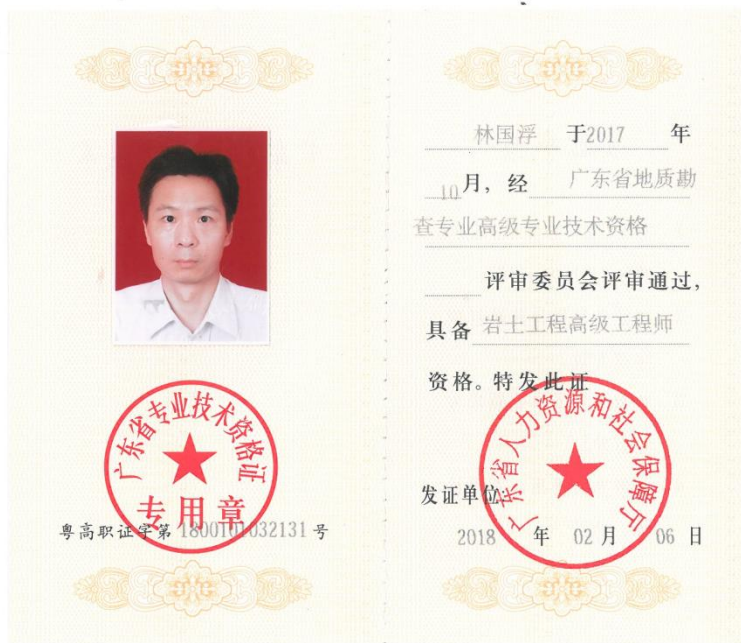 广东省专业技术资格证
专用章
粤高职证字第 1800101032131 号
林国浮 于2017 年
10月，经 广东省地质勘
查专业高级专业技术资格
评审委员会评审通过，
具备 岩土工程高级工程师
资格。特发此证
广东省人力资源和社会保障厅
发证单位
2018 年 02 月 06 日